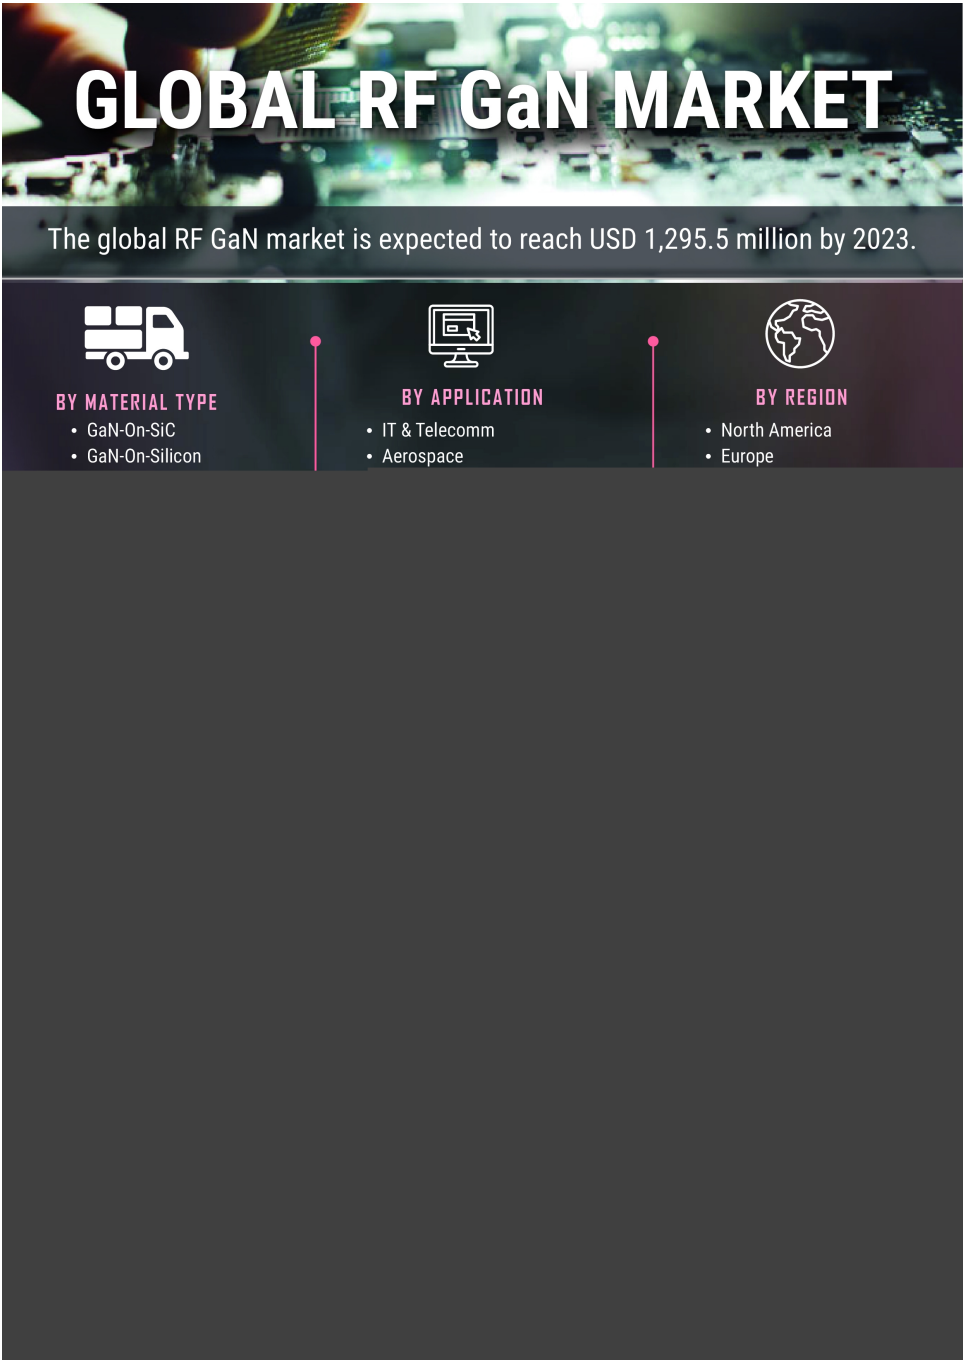 GLOBAL RF GaN MARKET
The global RF GaN market is expected to reach USD 1,295.5 million by 2023.
BY MATERIAL TYPE
• GaN-On-SiC
• GaN-On-Silicon
BY APPLICATION
• IT & Telecomm
• Aerospace
BY REGION
• North America
• Europe